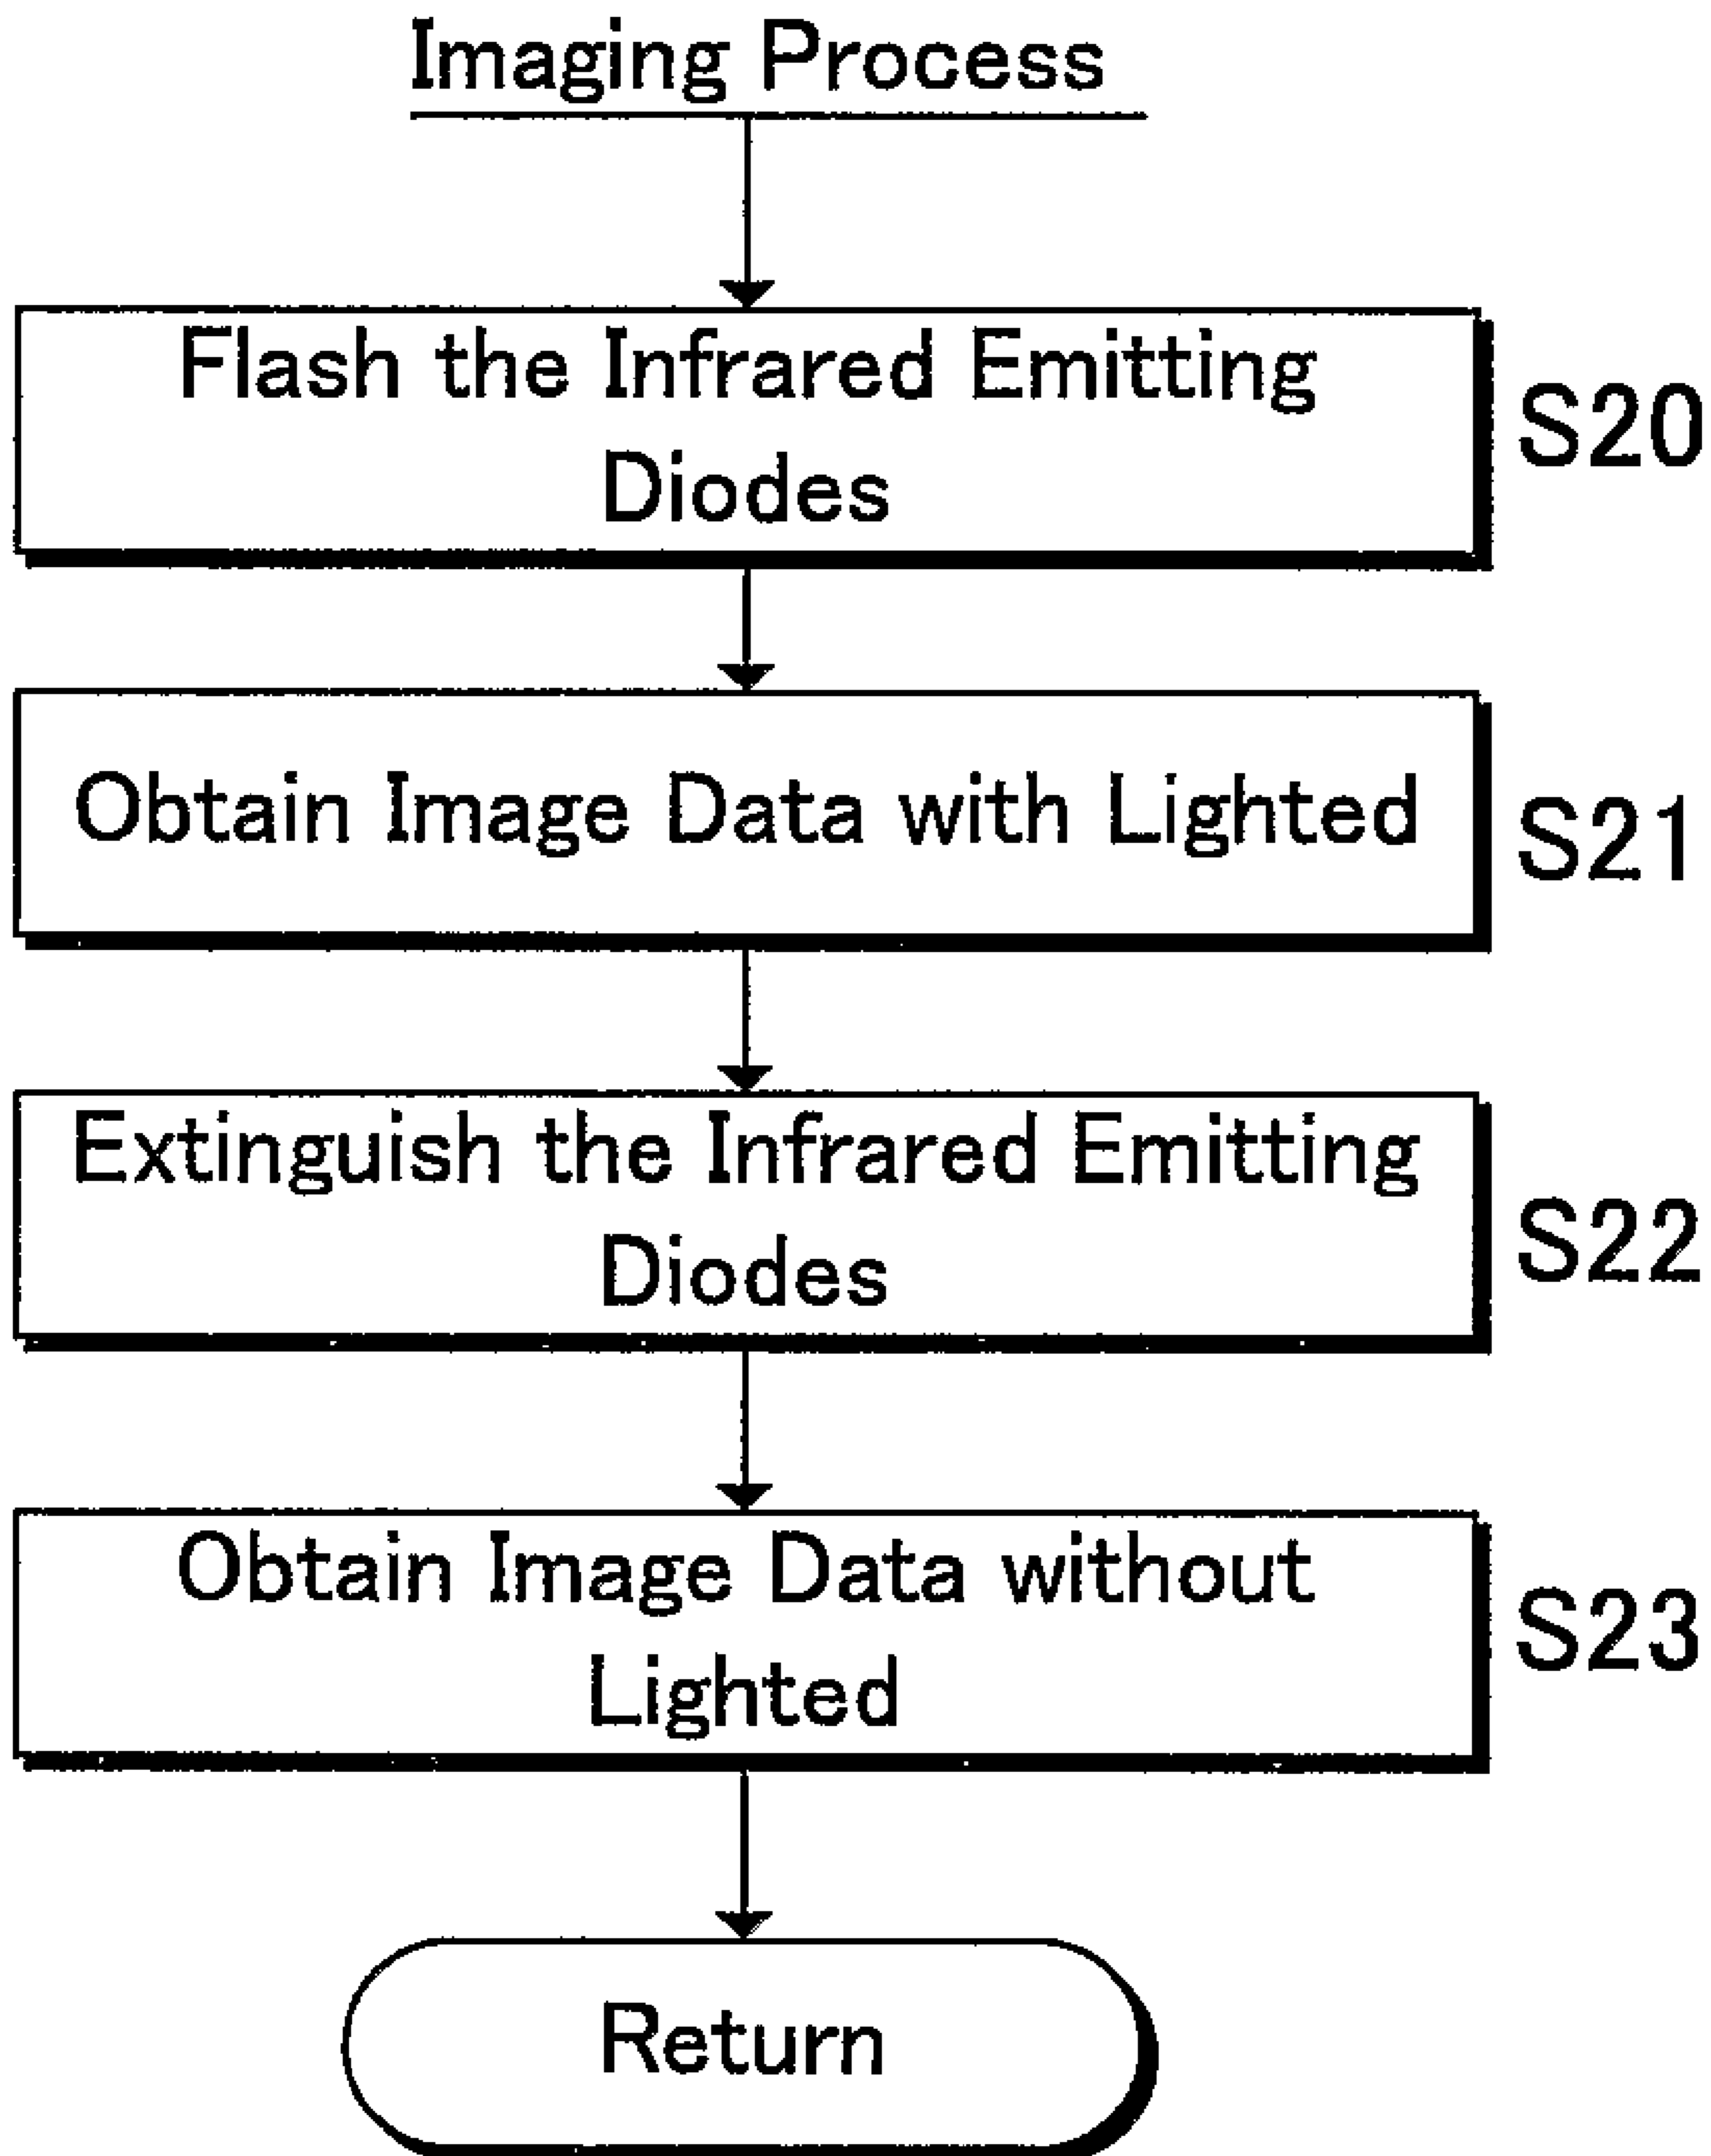 Imaging Process
Flash the Infrared Emitting
Diodes
S20
Obtain Image Data with Lighted
S21
Extinguish the Infrared Emitting
Diodes
S22
Obtain Image Data without
Lighted
S23
Return